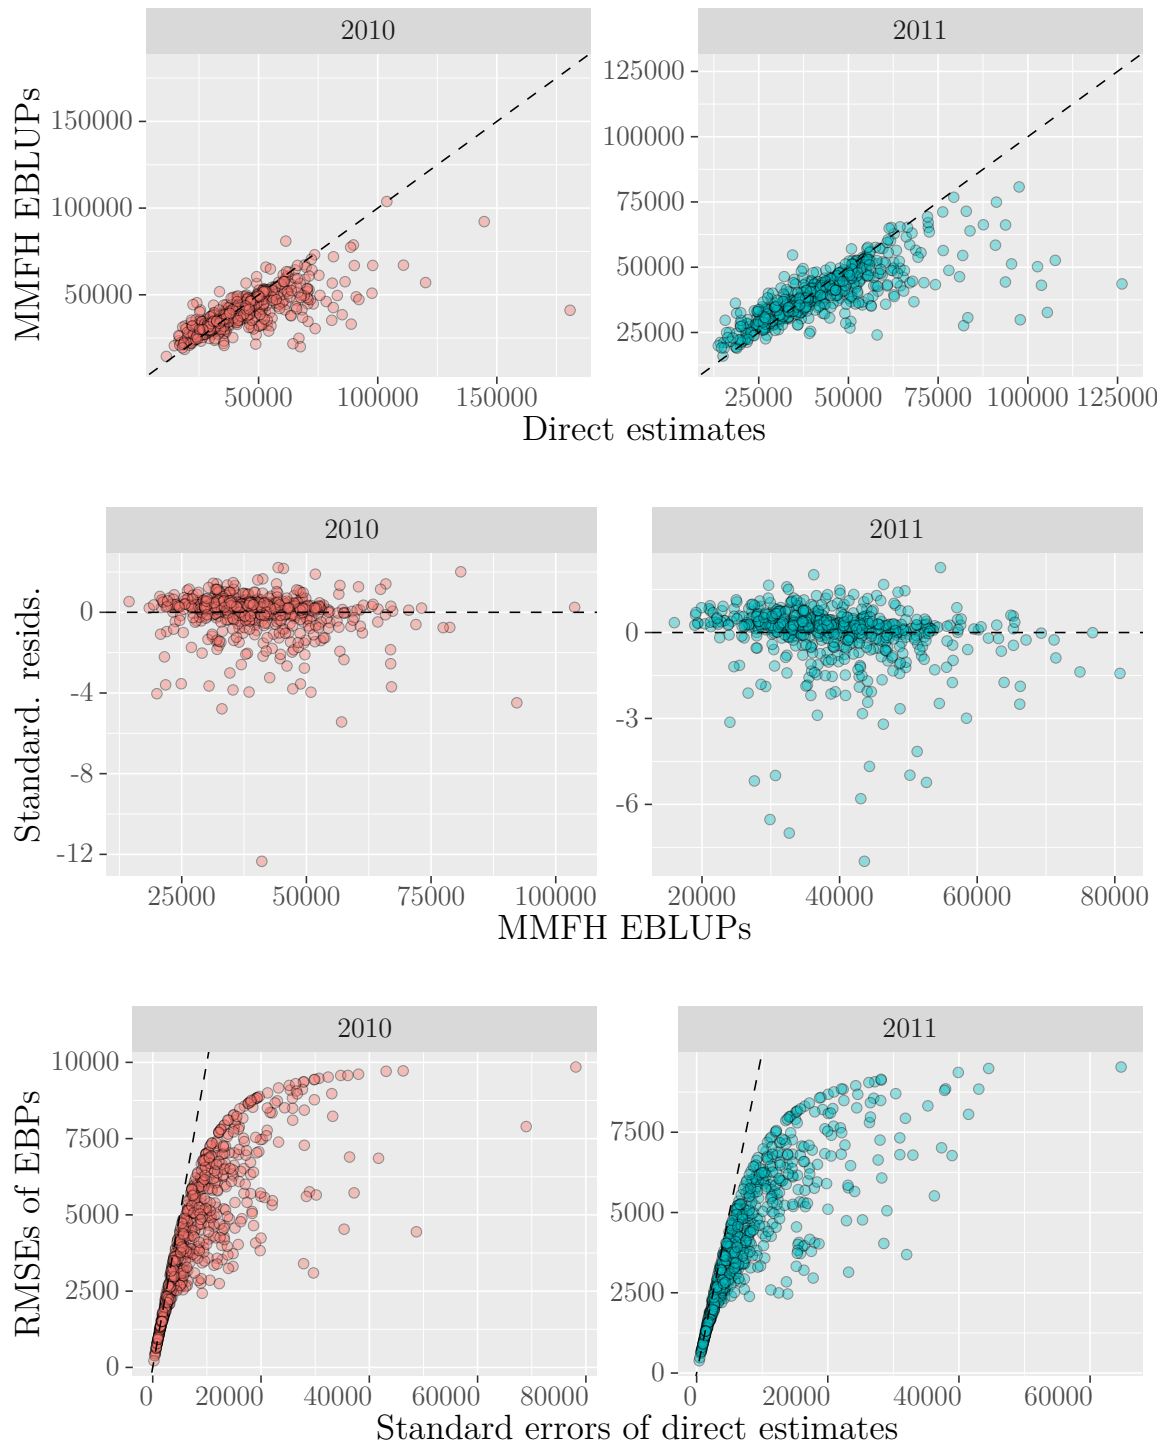 2010 2011
MMFH EBLUPs
150000
100000
50000
125000
100000
75000
50000
25000
50000 100000 150000
25000 50000 75000 100000 125000
Direct estimates
2010 2011
Standard. resids.
0
-4
-8
-12
0
-3
-6
25000 50000 75000 100000
20000 40000 60000 80000
MMFH EBLUPs
2010 2011
RMSEs of EBPs
10000
7500
5000
2500
0
7500
5000
2500
0
0 20000 40000 60000 80000
0 20000 40000 60000
Standard errors of direct estimates